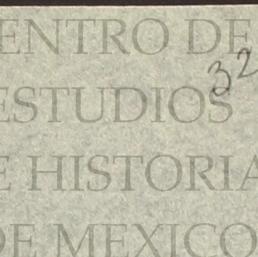 ENTRO DE
32
ESTUDIOS
E HISTORIA
DE MEXICO